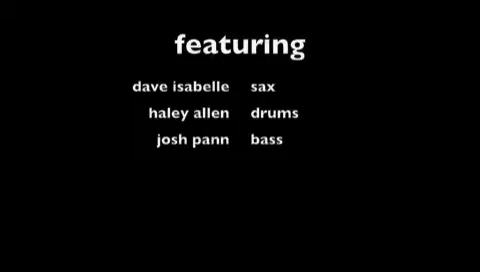 featuring
dave isabelle sax
haley allen drums
josh pann bass